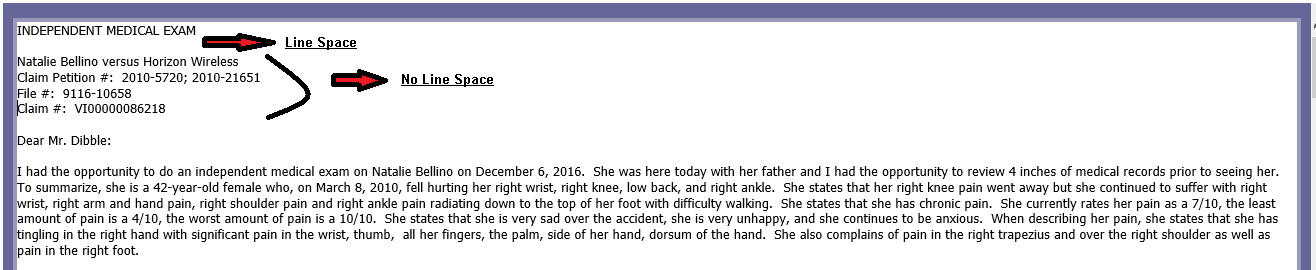 INDEPENDENT MEDICAL EXAM
Line Space
Natalie Bellino versus Horizon Wireless
Claim Petition #:  2010-5720; 2010-21651
No Line Space
File #:  9116-10658
Claim #:  VI00000086218
Dear Mr. Dibble:
I had the opportunity to do an independent medical exam on Natalie Bellino on December 6, 2016.  She was here today with her father and I had the opportunity to review 4 inches of medical records prior to seeing her.
To summarize, she is a 42-year-old female who, on March 8, 2010, fell hurting her right wrist, right knee, low back, and right ankle.  She states that her right knee pain went away but she continued to suffer with right
wrist, right arm and hand pain, right shoulder pain and right ankle pain radiating down to the top of her foot with difficulty walking.  She states that she has chronic pain.  She currently rates her pain as a 7/10, the least
amount of pain is a 4/10, the worst amount of pain is a 10/10.  She states that she is very sad over the accident, she is very unhappy, and she continues to be anxious.  When describing her pain, she states that she has
tingling in the right hand with significant pain in the wrist, thumb,  all her fingers, the palm, side of her hand, dorsum of the hand.  She also complains of pain in the right trapezius and over the right shoulder as well as
pain in the right foot.